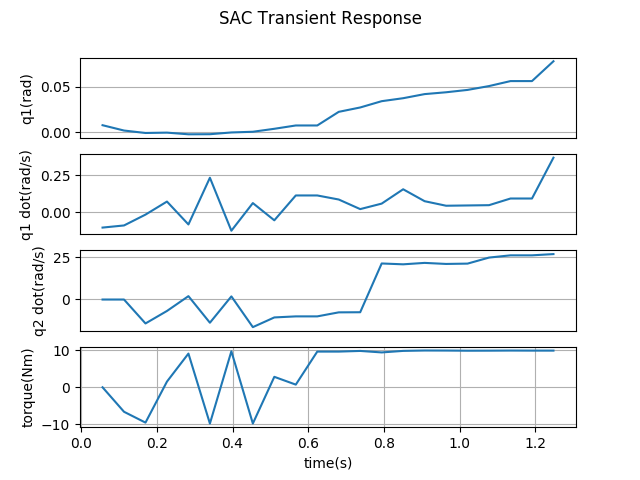 SAC Transient Response
q1(rad)
0.05
0.00
q1 dot(rad/s)
0.25
0.00
q2 dot(rad/s)
25
0
torque(Nm)
10
0
−10
0.0 0.2 0.4 0.6 0.8 1.0 1.2
time(s)